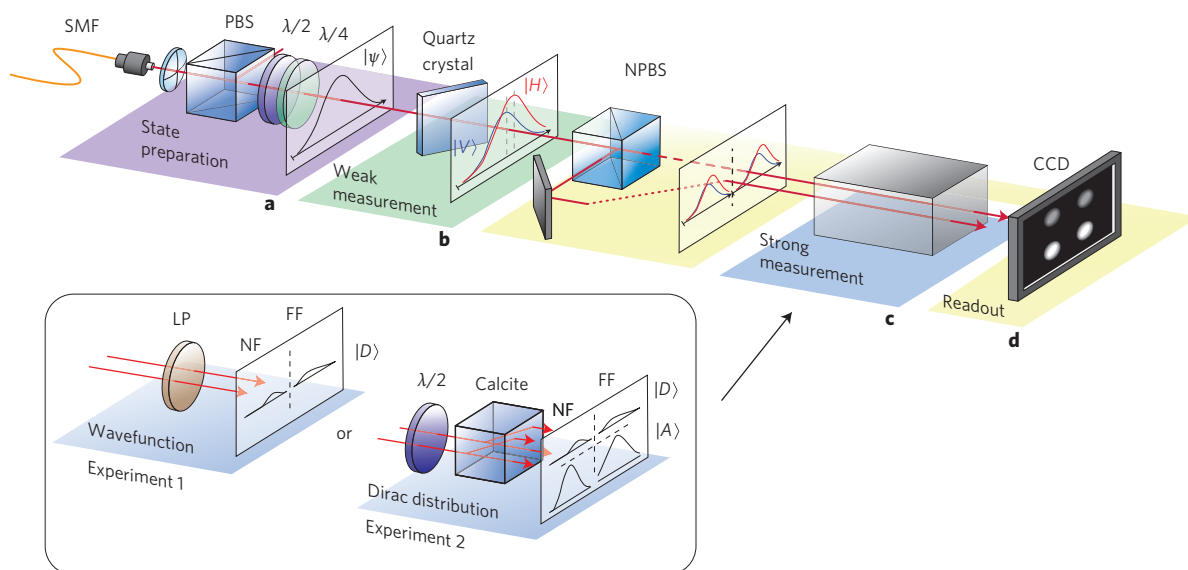 SMF
PBS
λ/2
λ/4
|ψ⟩
Quartz
crystal
|H⟩
|V⟩
NPBS
CCD
State
preparation
a
Weak
measurement
b
Strong
measurement
c
Readout
d
LP
NF
FF
|D⟩
Wavefunction
Experiment 1
or
λ/2
Calcite
NF
FF
|D⟩
|A⟩
Dirac distribution
Experiment 2